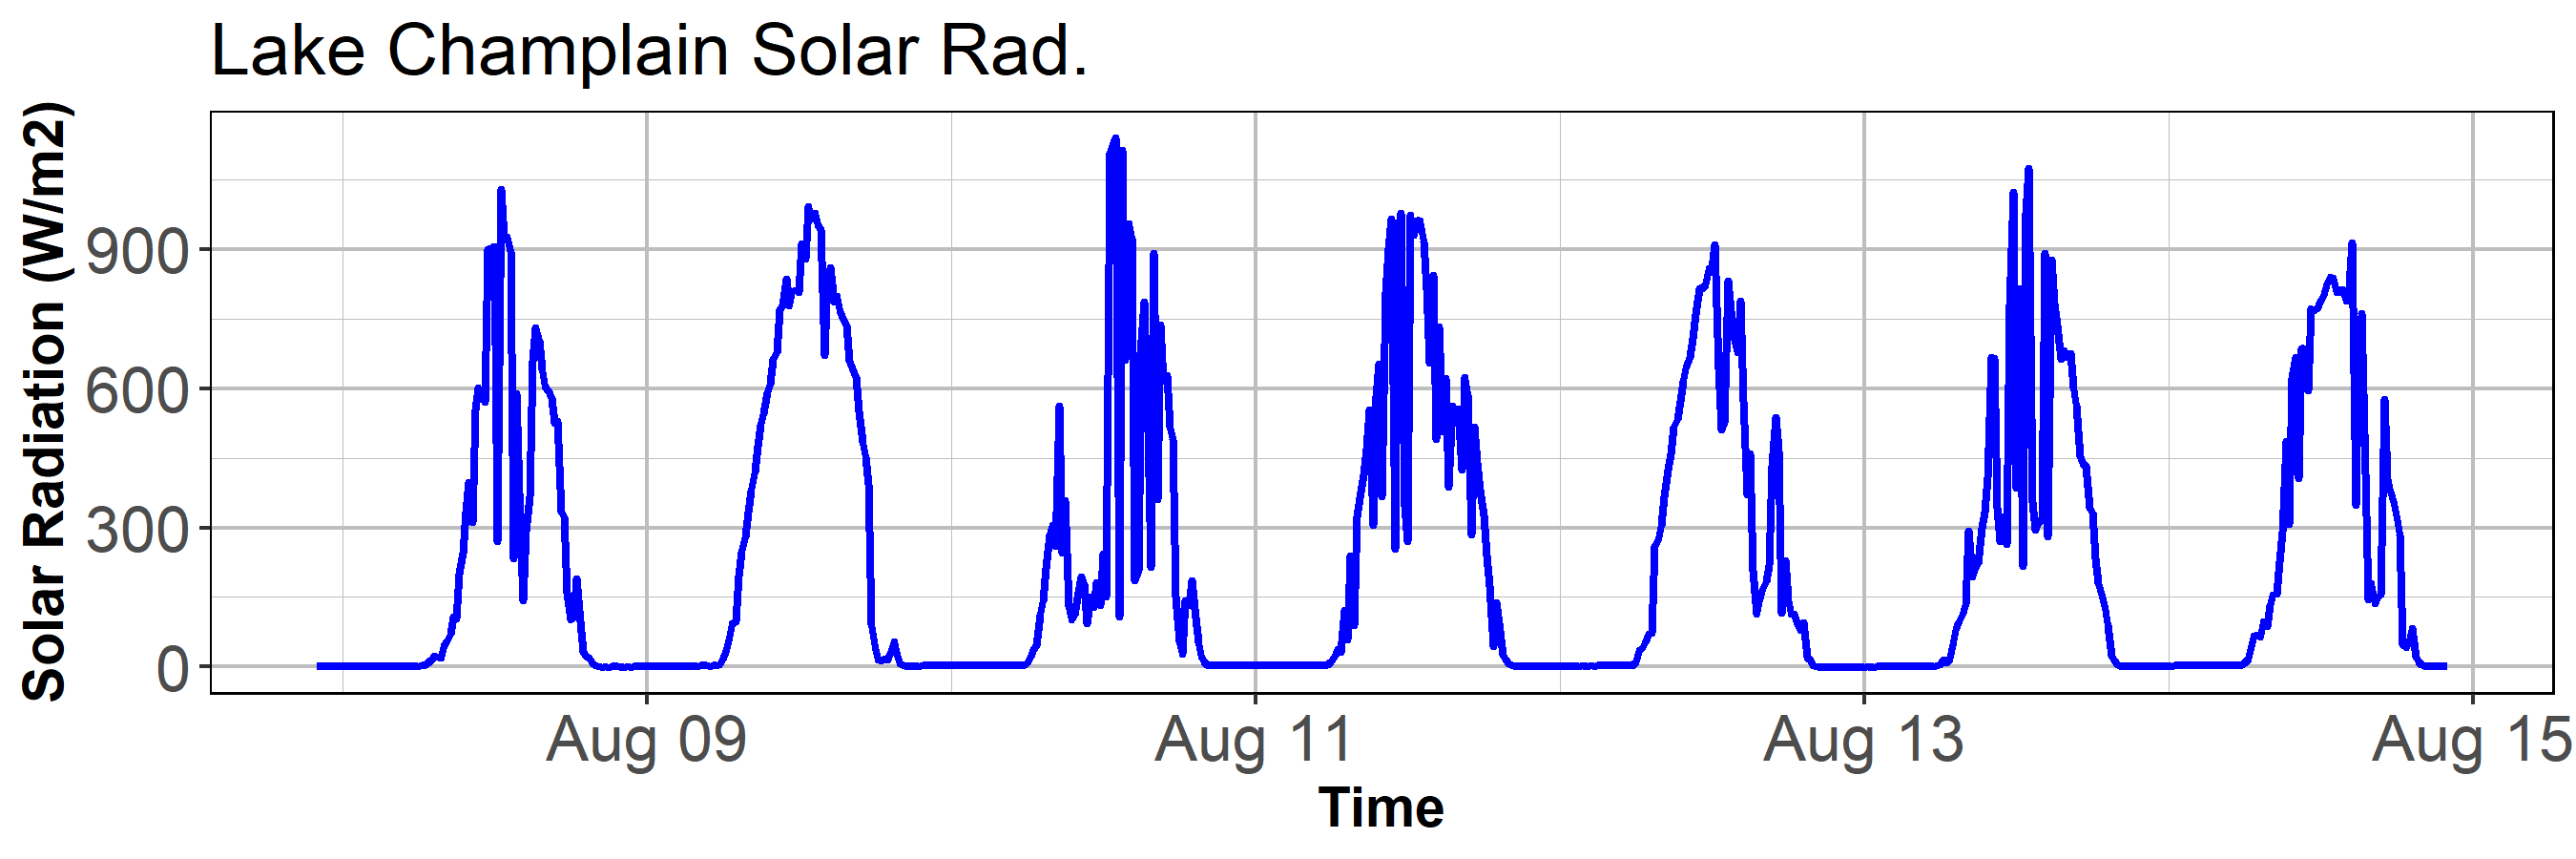 Lake Champlain Solar Rad.
Solar Radiation (W/m2)
900
600
300
0
Aug 09 Aug 11 Aug 13 Aug 15
Time